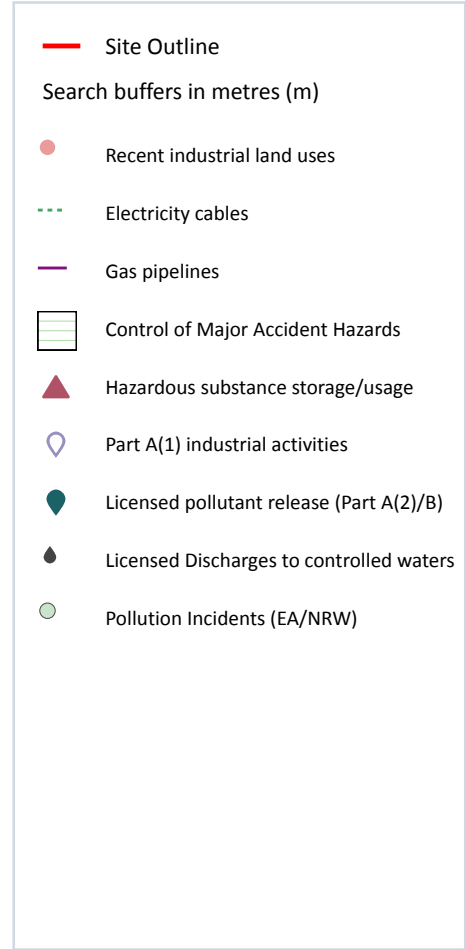 Site Outline
Search buffers in metres (m)
Recent industrial land uses
Electricity cables
Gas pipelines
Control of Major Accident Hazards
Hazardous substance storage/usage
Part A(1) industrial activities
Licensed pollutant release (Part A(2)/B)
Licensed Discharges to controlled waters
Pollution Incidents (EA/NRW)